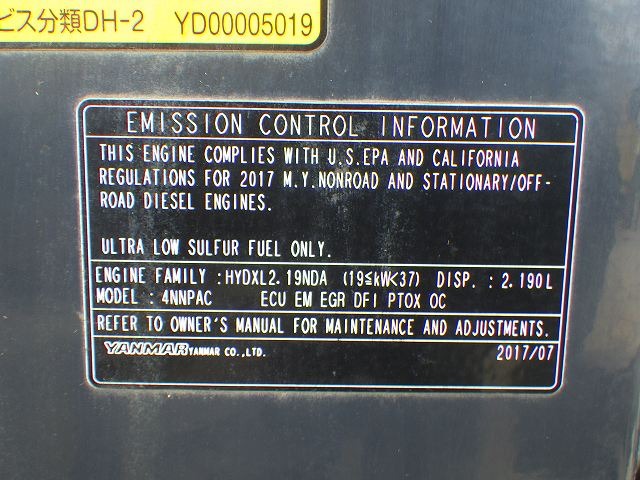 ビス分類DH-2 YD00005019
EMISSION CONTROL INFORMATION
THIS ENGINE COMPLIES WITH U.S.EPA AND CALIFORNIA
REGULATIONS FOR 2017 M.Y.NONROAD AND STATIONARY/OFF-
ROAD DIESEL ENGINES.
ULTRA LOW SULFUR FUEL ONLY.
ENGINE FAMILY :HYDXL2.19NDA (19≦kW<37) DISP. : 2.190L
MODEL : 4NNPAC ECU EM EGR DFI PTOX OC
REFER TO OWNER'S MANUAL FOR MAINTENANCE AND ADJUSTMENTS.
YANMAR YANMAR CO.,LTD. 2017/07